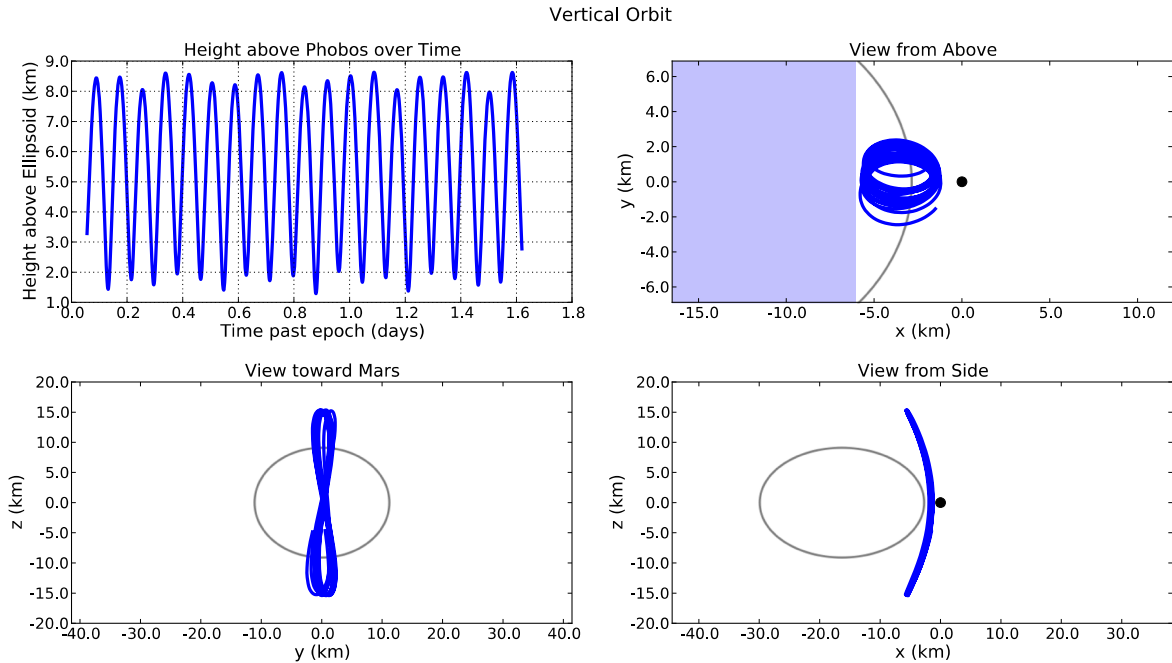 Vertical Orbit
Height above Phobos over Time
Height above Ellipsoid (km)
9.0
8.0
7.0
6.0
5.0
4.0
3.0
2.0
1.0
0.0 0.2 0.4 0.6 0.8 1.0 1.2 1.4 1.6 1.8
Time past epoch (days)
View from Above
y (km)
6.0
4.0
2.0
0.0
-2.0
-4.0
-6.0
-15.0 -10.0 -5.0 0.0 5.0 10.0
x (km)
View toward Mars
z (km)
20.0
15.0
10.0
5.0
0.0
-5.0
-10.0
-15.0
-20.0
-40.0 -30.0 -20.0 -10.0 0.0 10.0 20.0 30.0 40.0
y (km)
View from Side
z (km)
20.0
15.0
10.0
5.0
0.0
-5.0
-10.0
-15.0
-20.0
-40.0 -30.0 -20.0 -10.0 0.0 10.0 20.0 30.0
x (km)